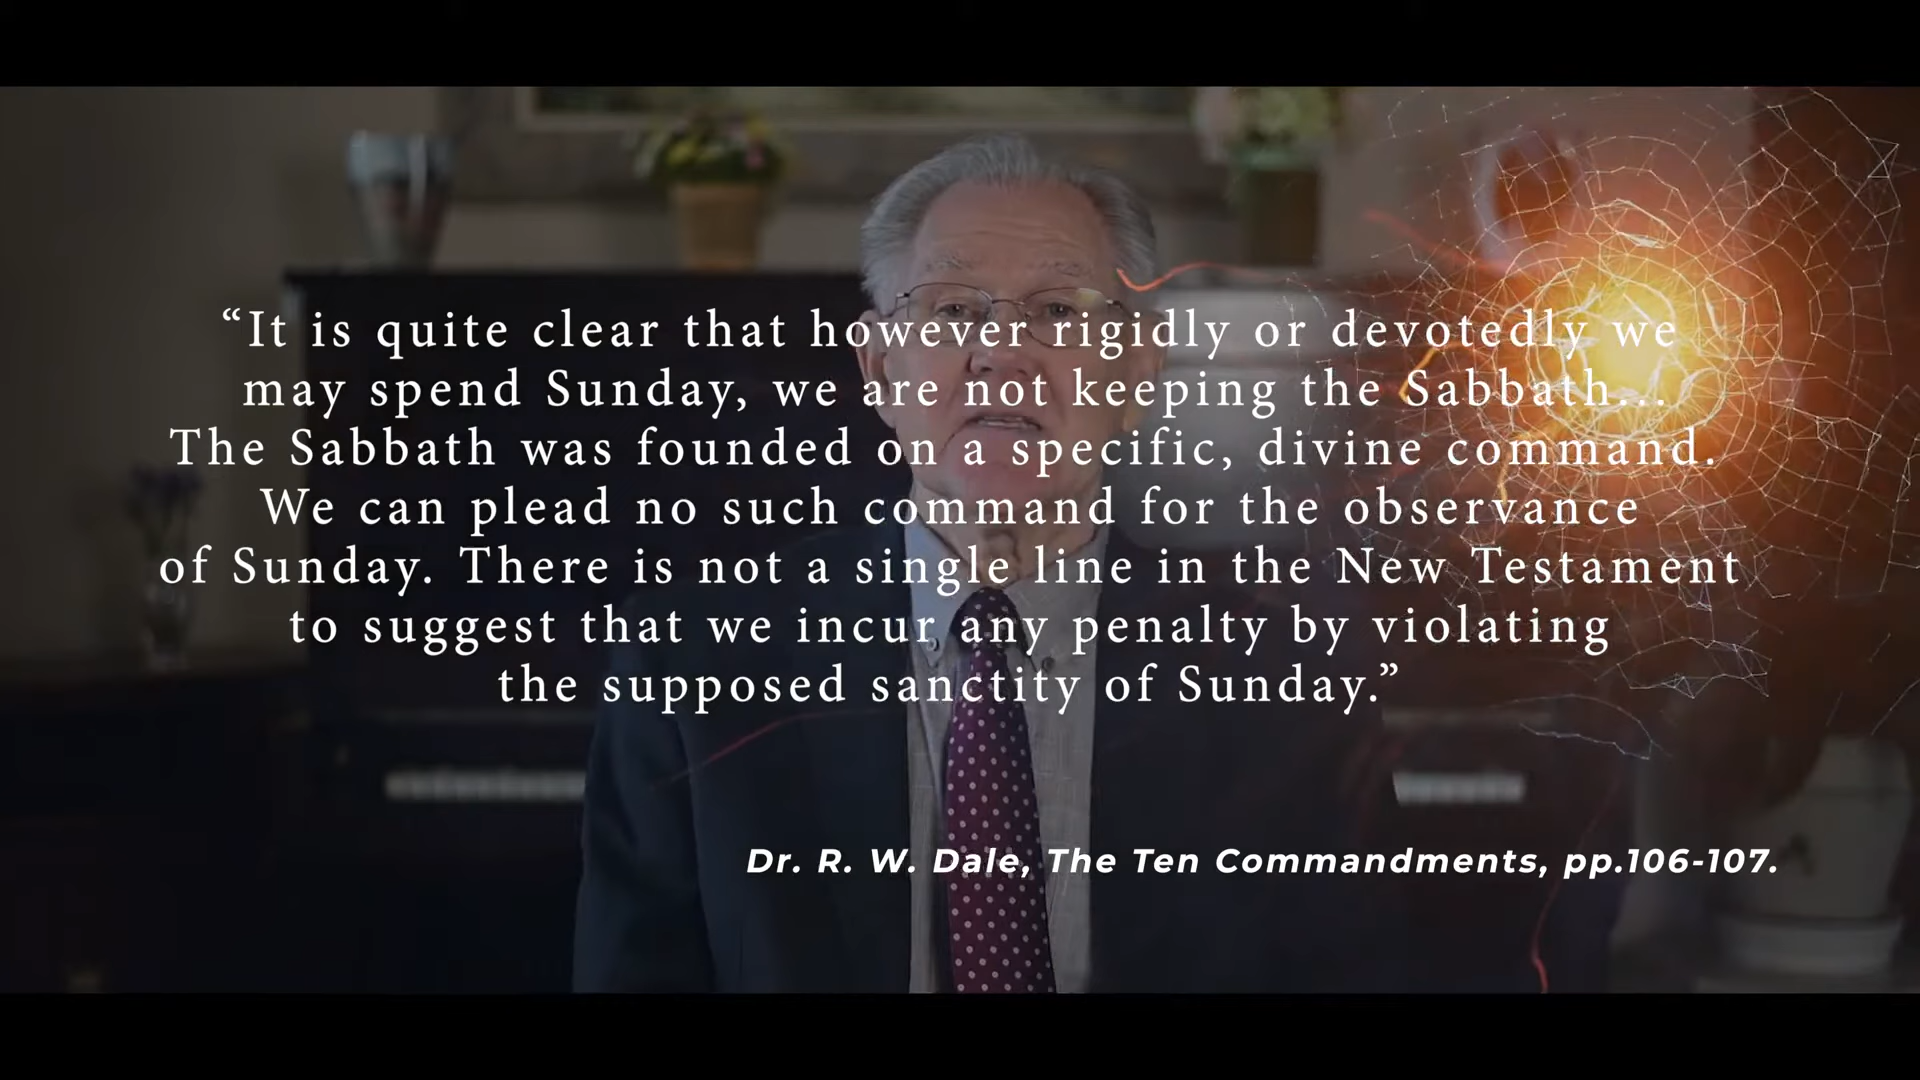 “It is quite clear that however rigidly or devotedly we
may spend Sunday, we are not keeping the Sabbath...
The Sabbath was founded on a specific, divine command.
We can plead no such command for the observance
of Sunday. There is not a single line in the New Testament
to suggest that we incur any penalty by violating
the supposed sanctity of Sunday.”
Dr. R. W. Dale, The Ten Commandments, pp.106-107.